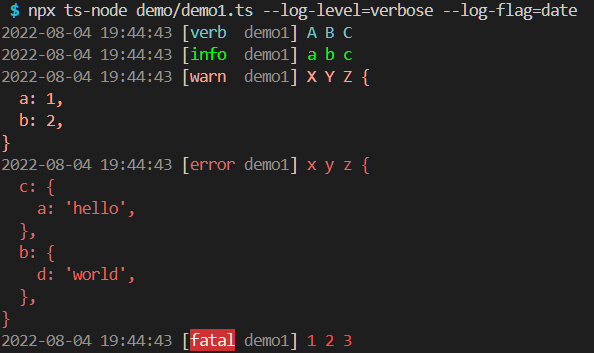 $ npx ts-node demo/demo1.ts --log-level=verbose --log-flag=date
2022-08-04 19:44:43 [verb  demo1] A B C
2022-08-04 19:44:43 [info  demo1] a b c
2022-08-04 19:44:43 [warn  demo1] X Y Z {
  a: 1,
  b: 2,
}
2022-08-04 19:44:43 [error demo1] x y z {
  c: {
    a: 'hello',
  },
  b: {
    d: 'world',
  },
}
2022-08-04 19:44:43 [fatal demo1] 1 2 3